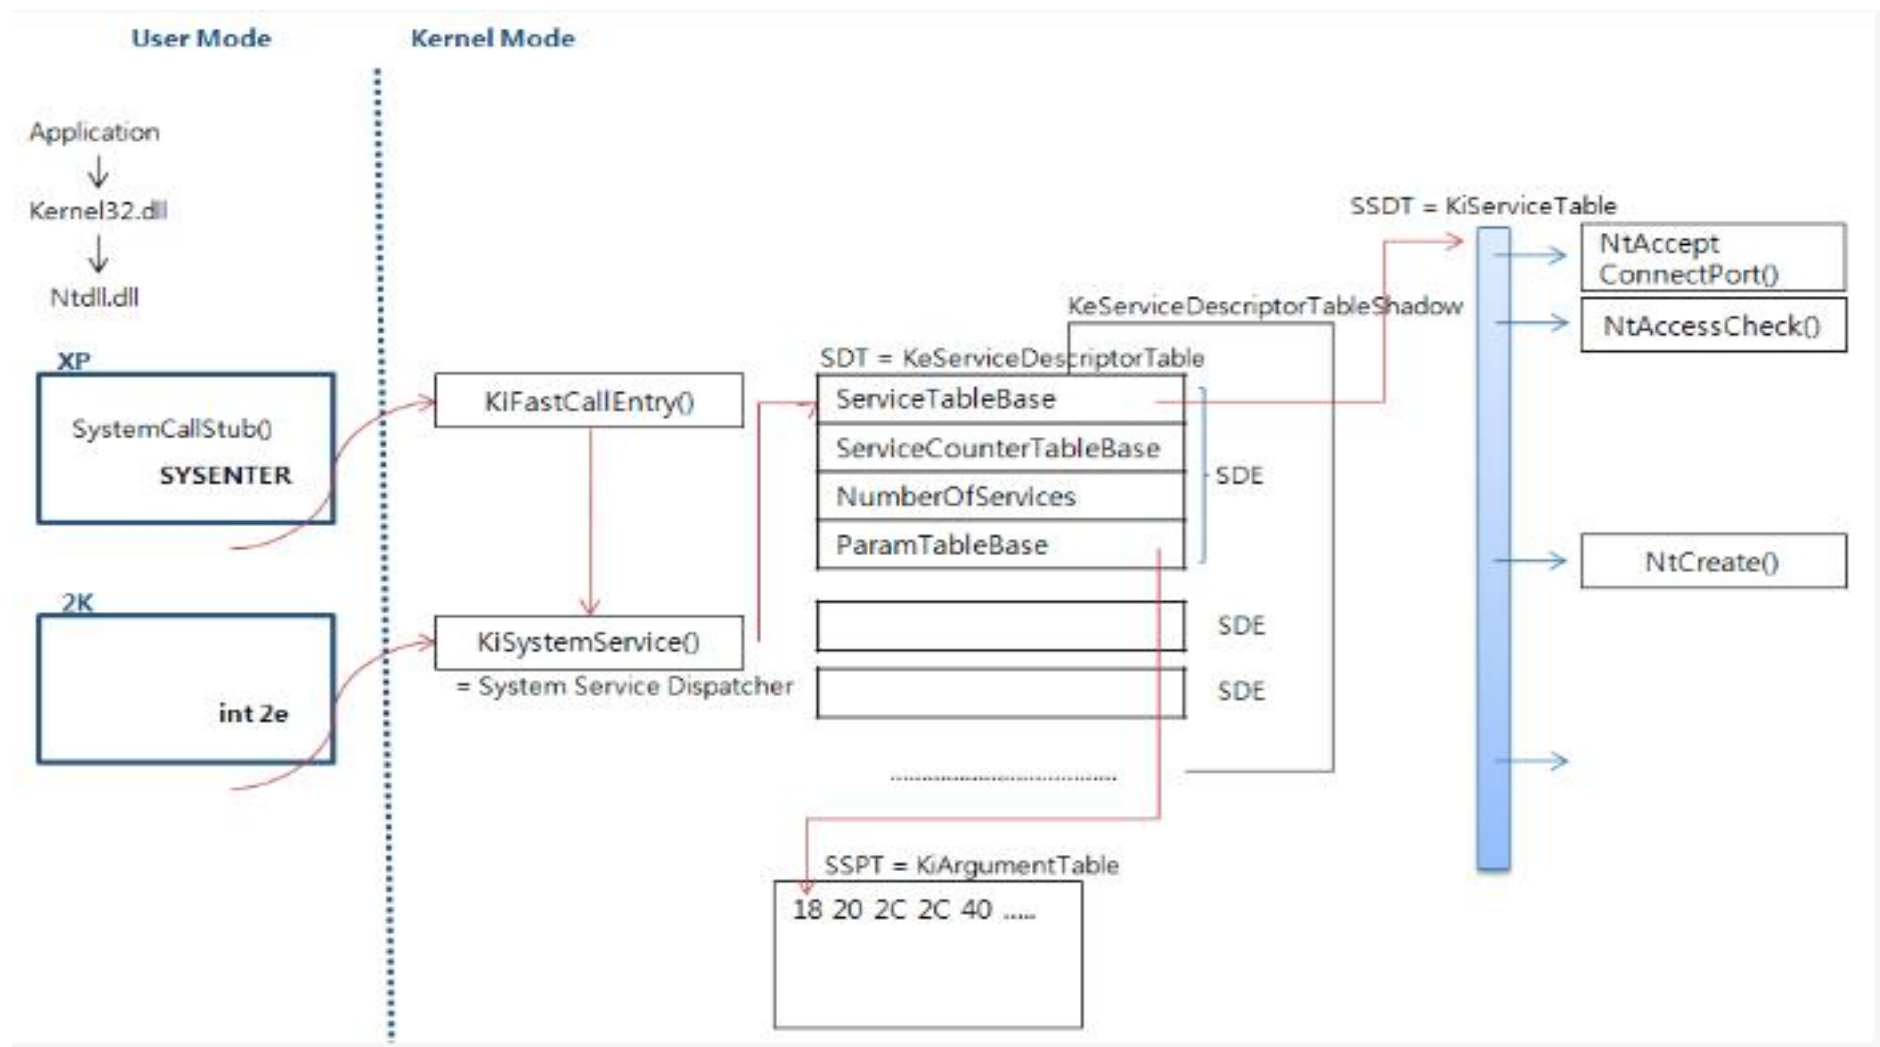 User Mode
Kernel Mode
Application
Kernel32.dll
Ntdll.dll
XP
SystemCallStub()
SYSENTER
2K
int 2e
KiFastCallEntry()
KiSystemService()
= System Service Dispatcher
KeServiceDescriptorTableShadow
SDT = KeServiceDescriptorTable
ServiceTableBase
ServiceCounterTableBase
NumberOfServices
ParamTableBase
SDE
SDE
SDE
................................
SSPT = KiArgumentTable
18 20 2C 2C 40 .....
SSDT = KiServiceTable
NtAccept
ConnectPort()
NtAccessCheck()
NtCreate()